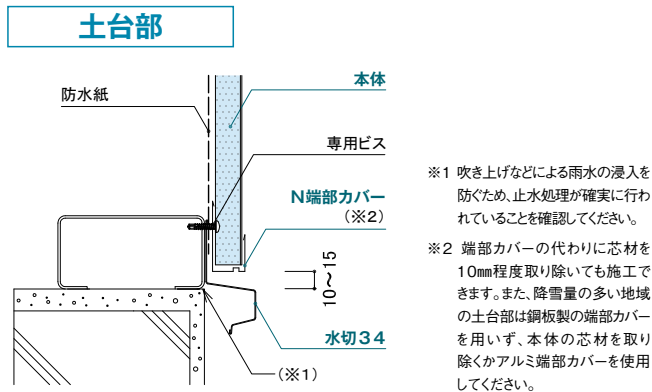 土台部
本体
防水紙
専用ビス
N端部カバー
（※2）
10～15
水切34
（※1）
※1 吹き上げなどによる雨水の浸入を
防ぐため、止水処理が確実に行わ
れていることを確認してください。
※2 端部カバーの代わりに芯材を
10㎜程度取り除いても施工で
きます。また、降雪量の多い地域
の土台部は鋼板製の端部カバー
を用いず、本体の芯材を取り
除くかアルミ端部カバーを使用
してください。